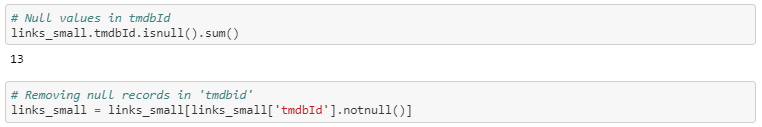 # Null values in tmdbId
links_small.tmdbId.isnull().sum()
13
# Removing null records in 'tmdbid'
links_small = links_small[links_small['tmdbId'].notnull()]